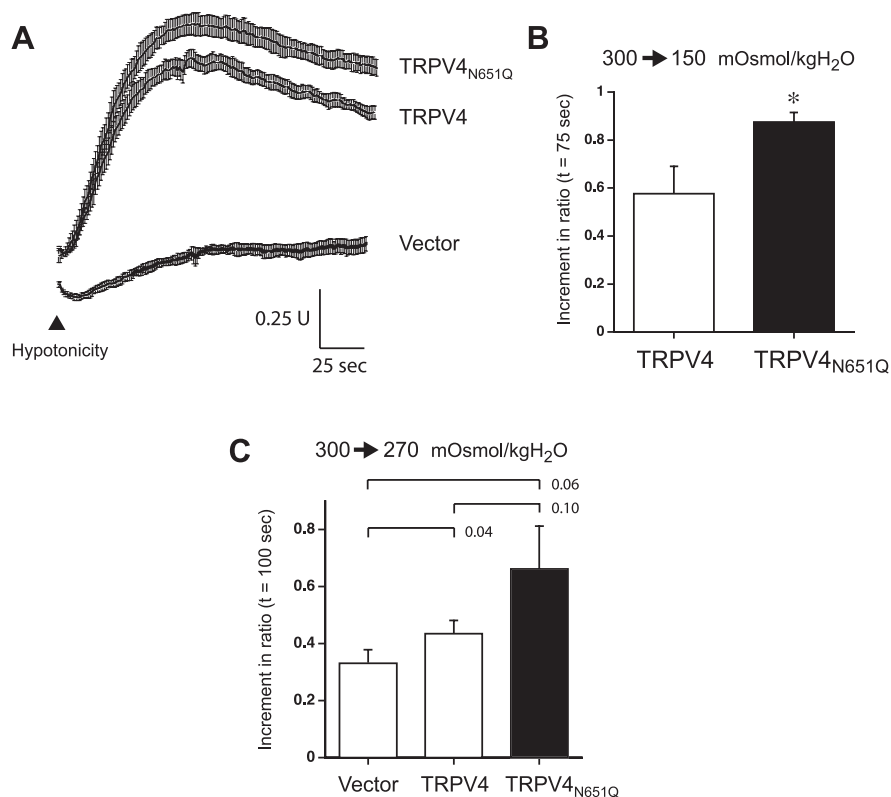 A
TRPV4N651Q
TRPV4
Vector
0.25 U
25 sec
Hypotonicity
B
300 → 150 mOsmol/kgH2O
Increment in ratio (t = 75 sec)
1
0.8
0.6
0.4
0.2
0
*
TRPV4 TRPV4N651Q
C
300 → 270 mOsmol/kgH2O
0.06
0.10
0.04
Increment in ratio (t = 100 sec)
0.8
0.6
0.4
0.2
0
Vector TRPV4 TRPV4N651Q